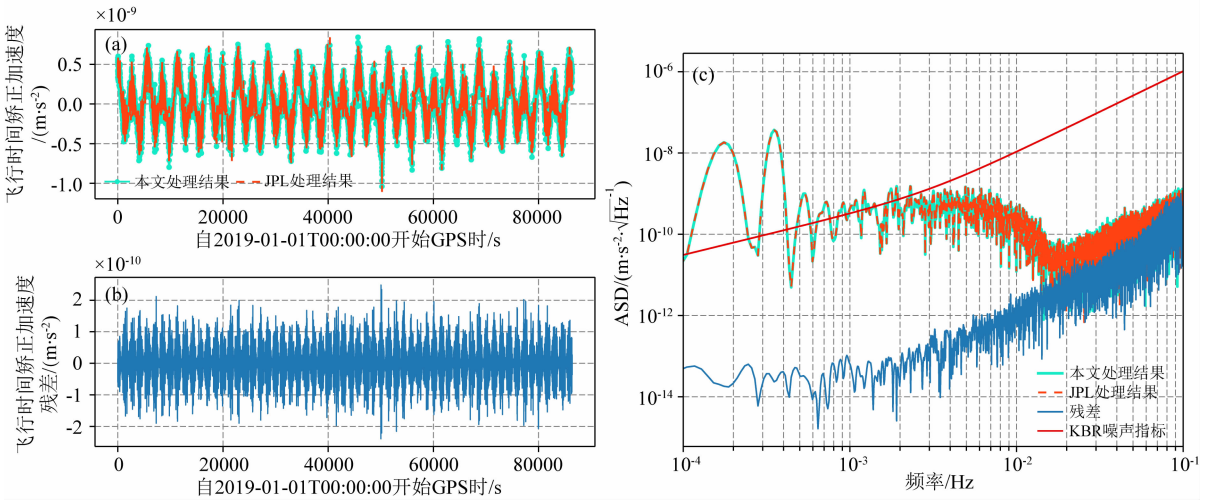 ×10-9
(a)
飞行时间矫正加速度
/(m·s-2)
0.5
0.0
-0.5
-1.0
本文处理结果
JPL处理结果
0
20000
40000
60000
80000
自2019-01-01T00:00:00开始GPS时/s
×10-10
(b)
飞行时间矫正加速度
残差/(m·s-2)
2
1
0
-1
-2
0
20000
40000
60000
80000
自2019-01-01T00:00:00开始GPS时/s
(c)
ASD/(m·s-2·√Hz-1)
10-6
10-8
10-10
10-12
10-14
本文处理结果
JPL处理结果
残差
KBR噪声指标
10-4
10-3
10-2
10-1
频率/Hz